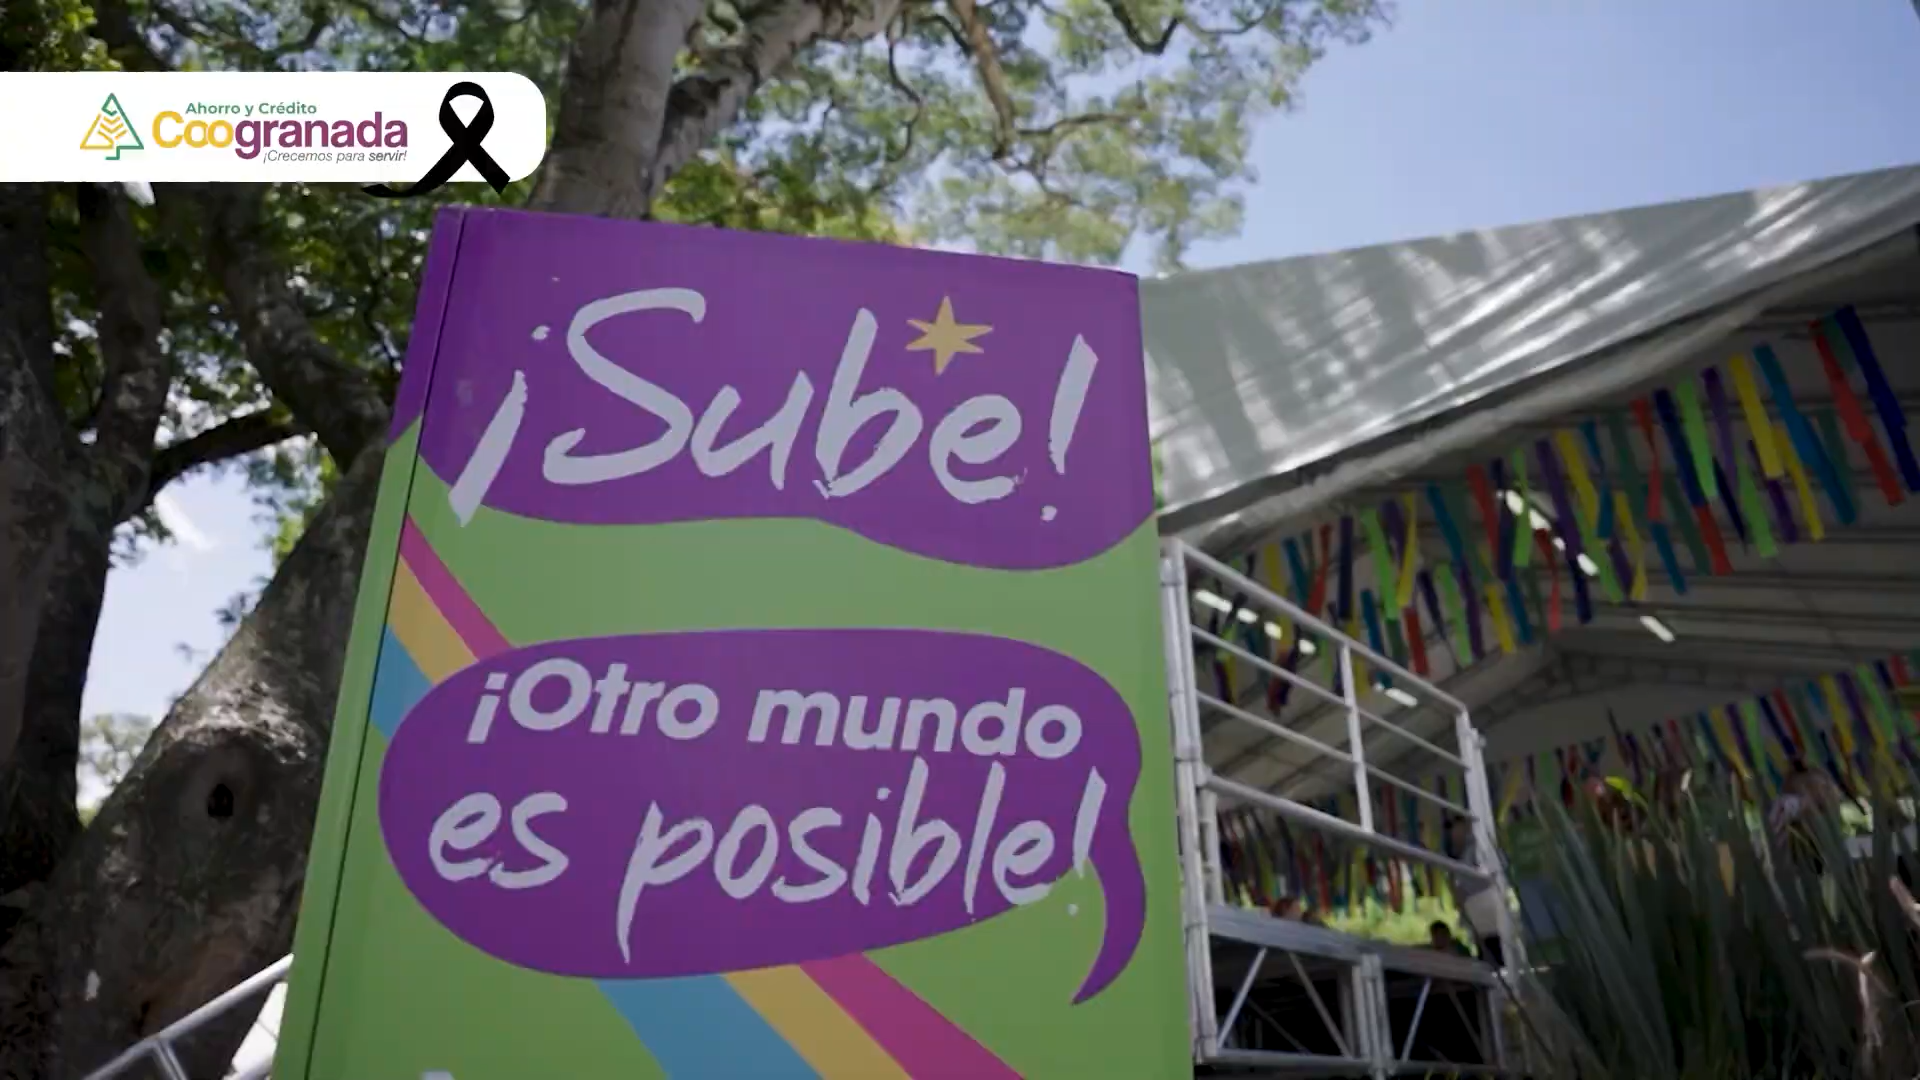 Ahorro y Crédito
Coogranada
¡Crecemos para servir!
¡Sube!
¡Otro mundo
es posible!